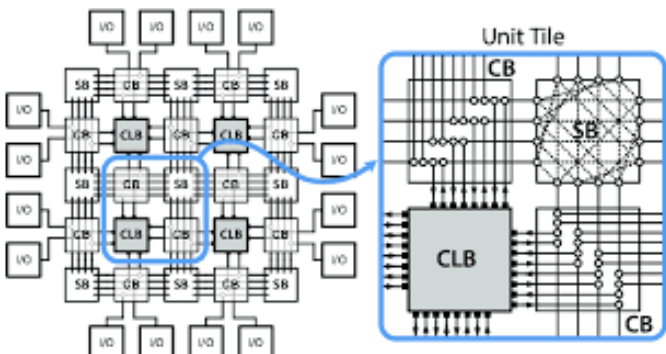 I/O I/O I/O I/O
SB CB SB CB SB
I/O I/O
CB CLB CB CLB CB
I/O I/O
SB CB SB CB SB
I/O I/O
CB CLB CB CLB CB
I/O I/O
SB CB SB CB SB
I/O I/O I/O I/O
Unit Tile
CB
SB
CLB
CB